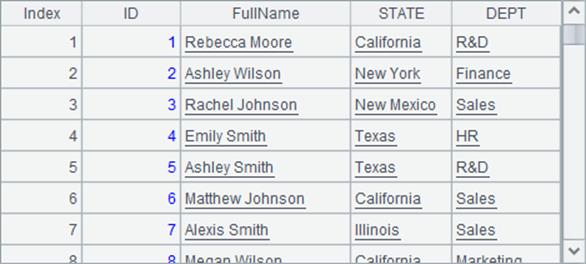 Index ID FullName STATE DEPT
1 1 Rebecca Moore California R&D
2 2 Ashley Wilson New York Finance
3 3 Rachel Johnson New Mexico Sales
4 4 Emily Smith Texas HR
5 5 Ashley Smith Texas R&D
6 6 Matthew Johnson California Sales
7 7 Alexis Smith Illinois Sales
8 8 Megan Wilson California Marketing